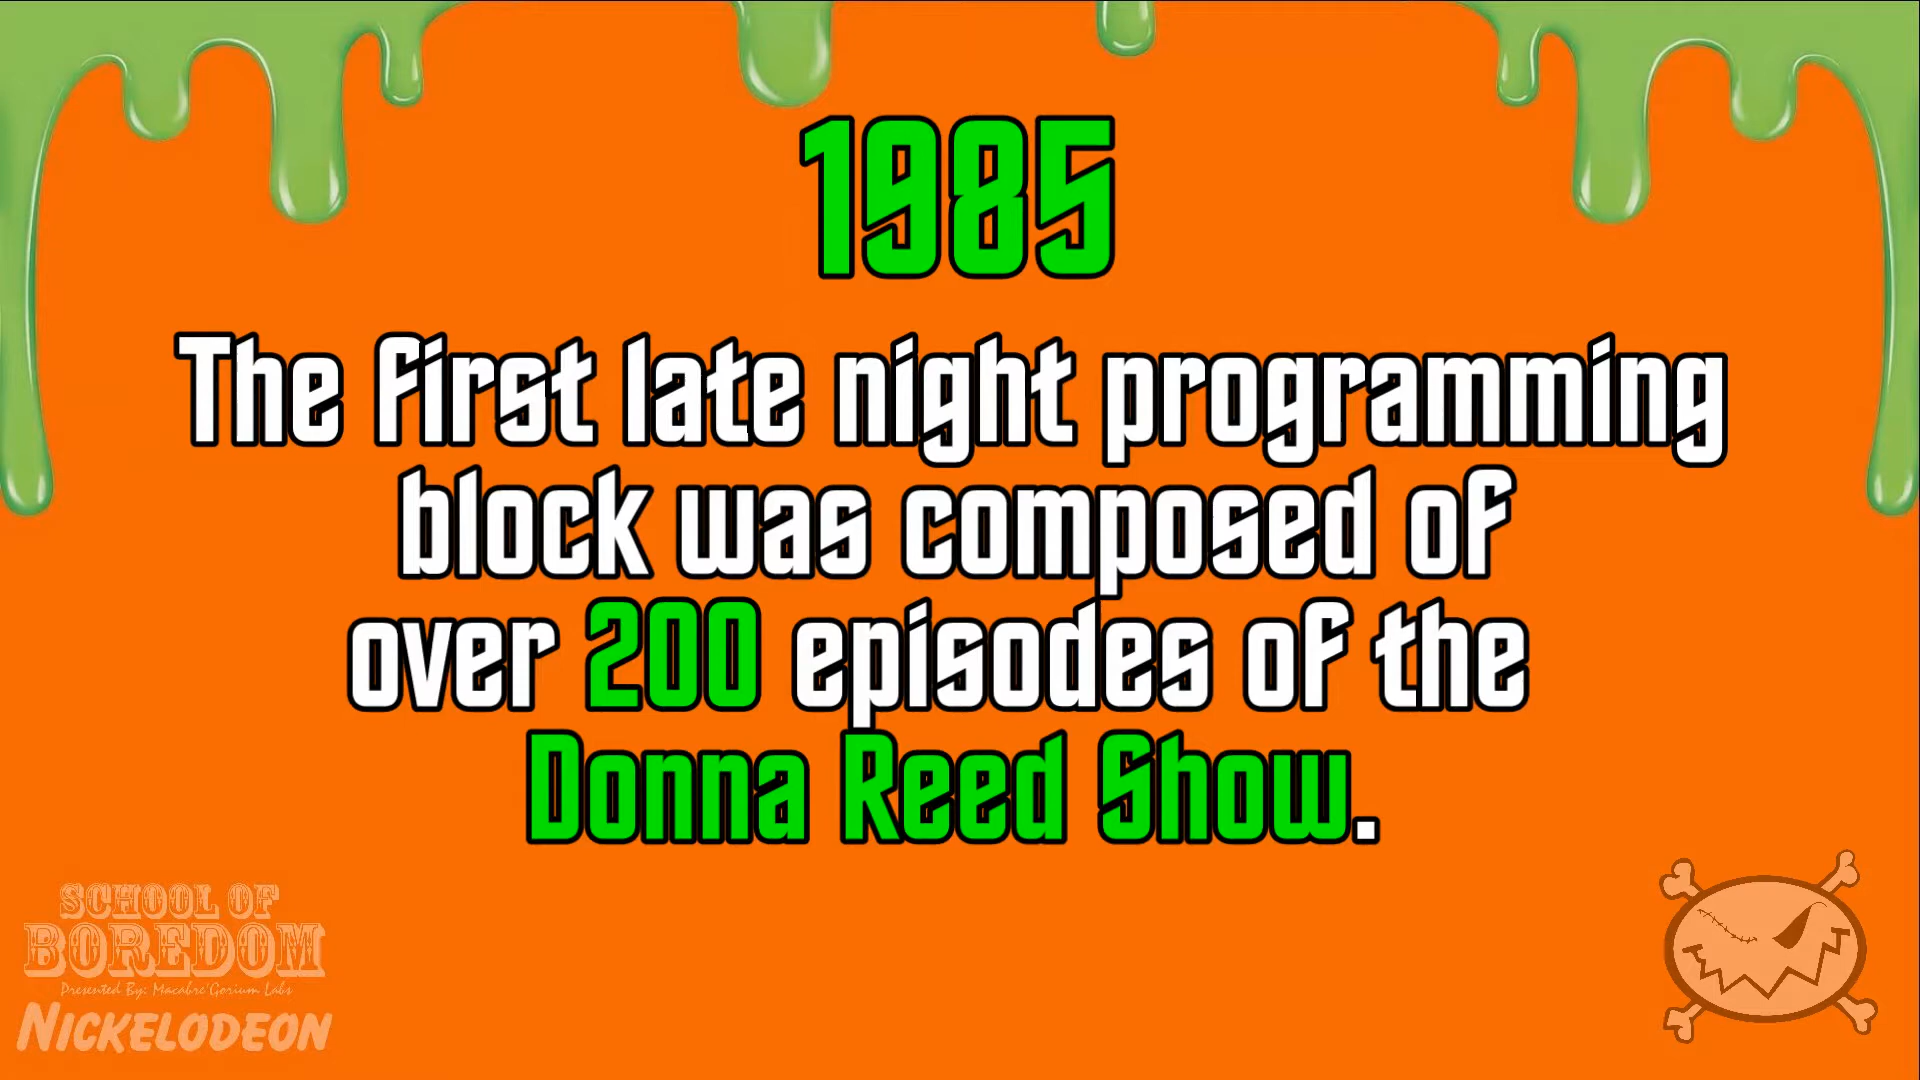 1985
The first late night programming
block was composed of
over 200 episodes of the
Donna Reed Show.
SCHOOL OF
BOREDOM
Presented By: Macabre Gorium Labs
NICKELODEON